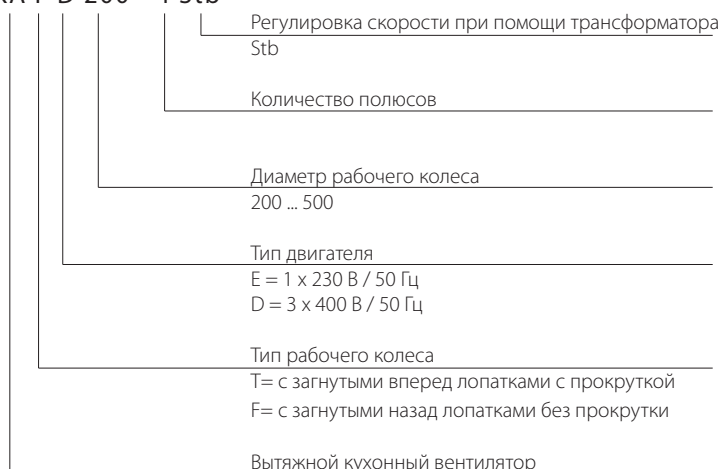 Регулировка скорости при помощи трансформатора
Stb
Количество полюсов
Диаметр рабочего колеса
200 ... 500
Тип двигателя
E = 1 x 230 В / 50 Гц
D = 3 x 400 В / 50 Гц
Тип рабочего колеса
T= с загнутыми вперед лопатками с прокруткой
F= с загнутыми назад лопатками без прокрутки
Вытяжной кухонный вентилятор